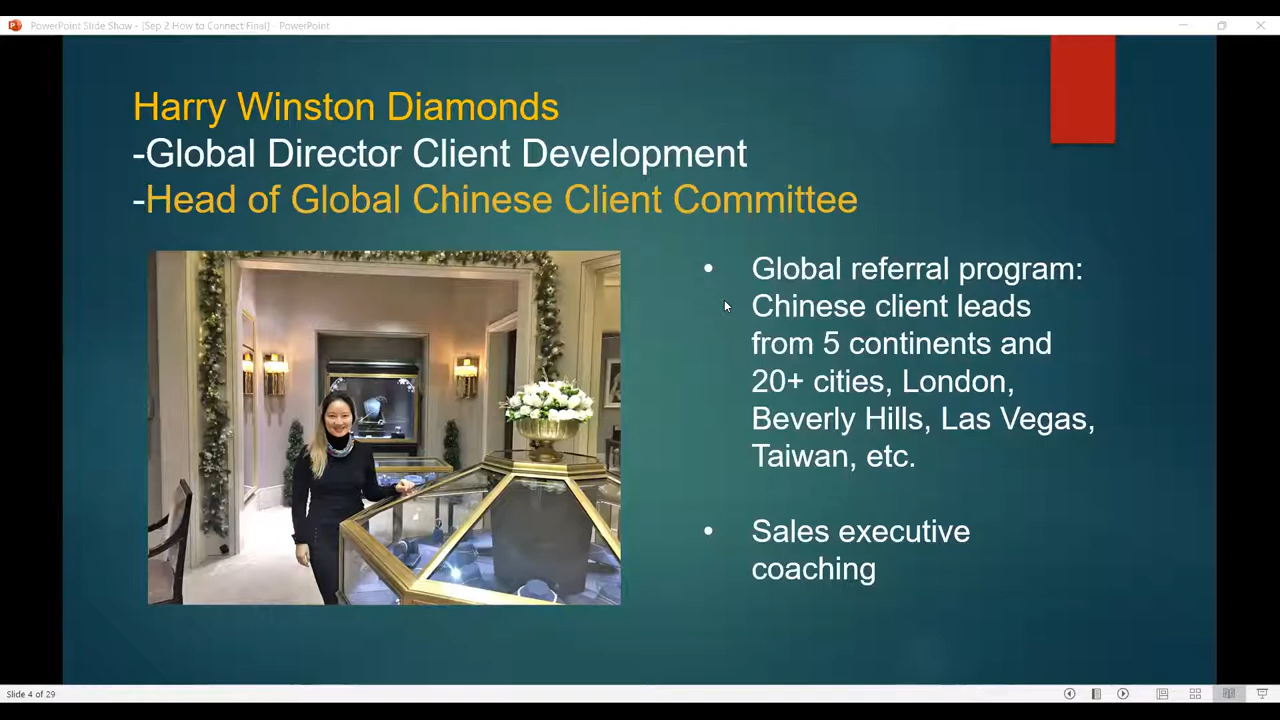 PowerPoint Slide Show - [Sep 2 How to Connect Final] - PowerPoint
Harry Winston Diamonds
-Global Director Client Development
-Head of Global Chinese Client Committee
• Global referral program:
Chinese client leads
from 5 continents and
20+ cities, London,
Beverly Hills, Las Vegas,
Taiwan, etc.
• Sales executive
coaching
Slide 4 of 29